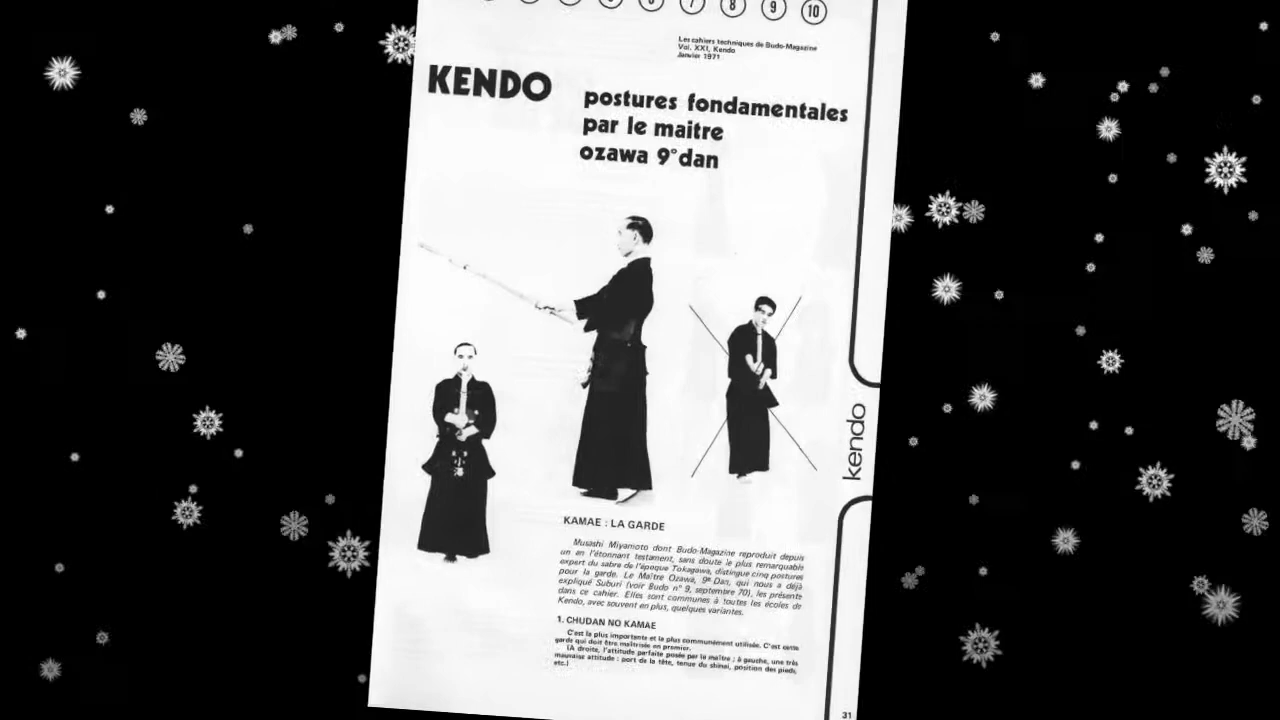 7 8 9 10
Les cahiers techniques de Budo-Magazine
Vol. XXI, Kendo
Janvier 1971
KENDO
postures fondamentales
par le maitre
ozawa 9°dan
kendo
KAMAE : LA GARDE
Musashi Miyamoto dont Budo-Magazine reproduit depuis
un an l'étonnant testament, sans doute le plus remarquable
expert du sabre de l'époque Tokagawa, distingue cinq postures
pour la garde. Le Maître Ozawa, 9e Dan, qui nous a déjà
expliqué Suburi (voir Budo n° 9, septembre 70), les présente
dans ce cahier. Elles sont communes à toutes les écoles de
Kendo, avec souvent en plus, quelques variantes.
1. CHUDAN NO KAMAE
C'est la plus importante et la plus communément utilisée. C'est cette
garde qui doit être maîtrisée en premier.
(A droite, l'attitude parfaite posée par le maître ; à gauche, une très
mauvaise attitude : port de la tête, tenue du shinai, position des pieds,
etc.)
31